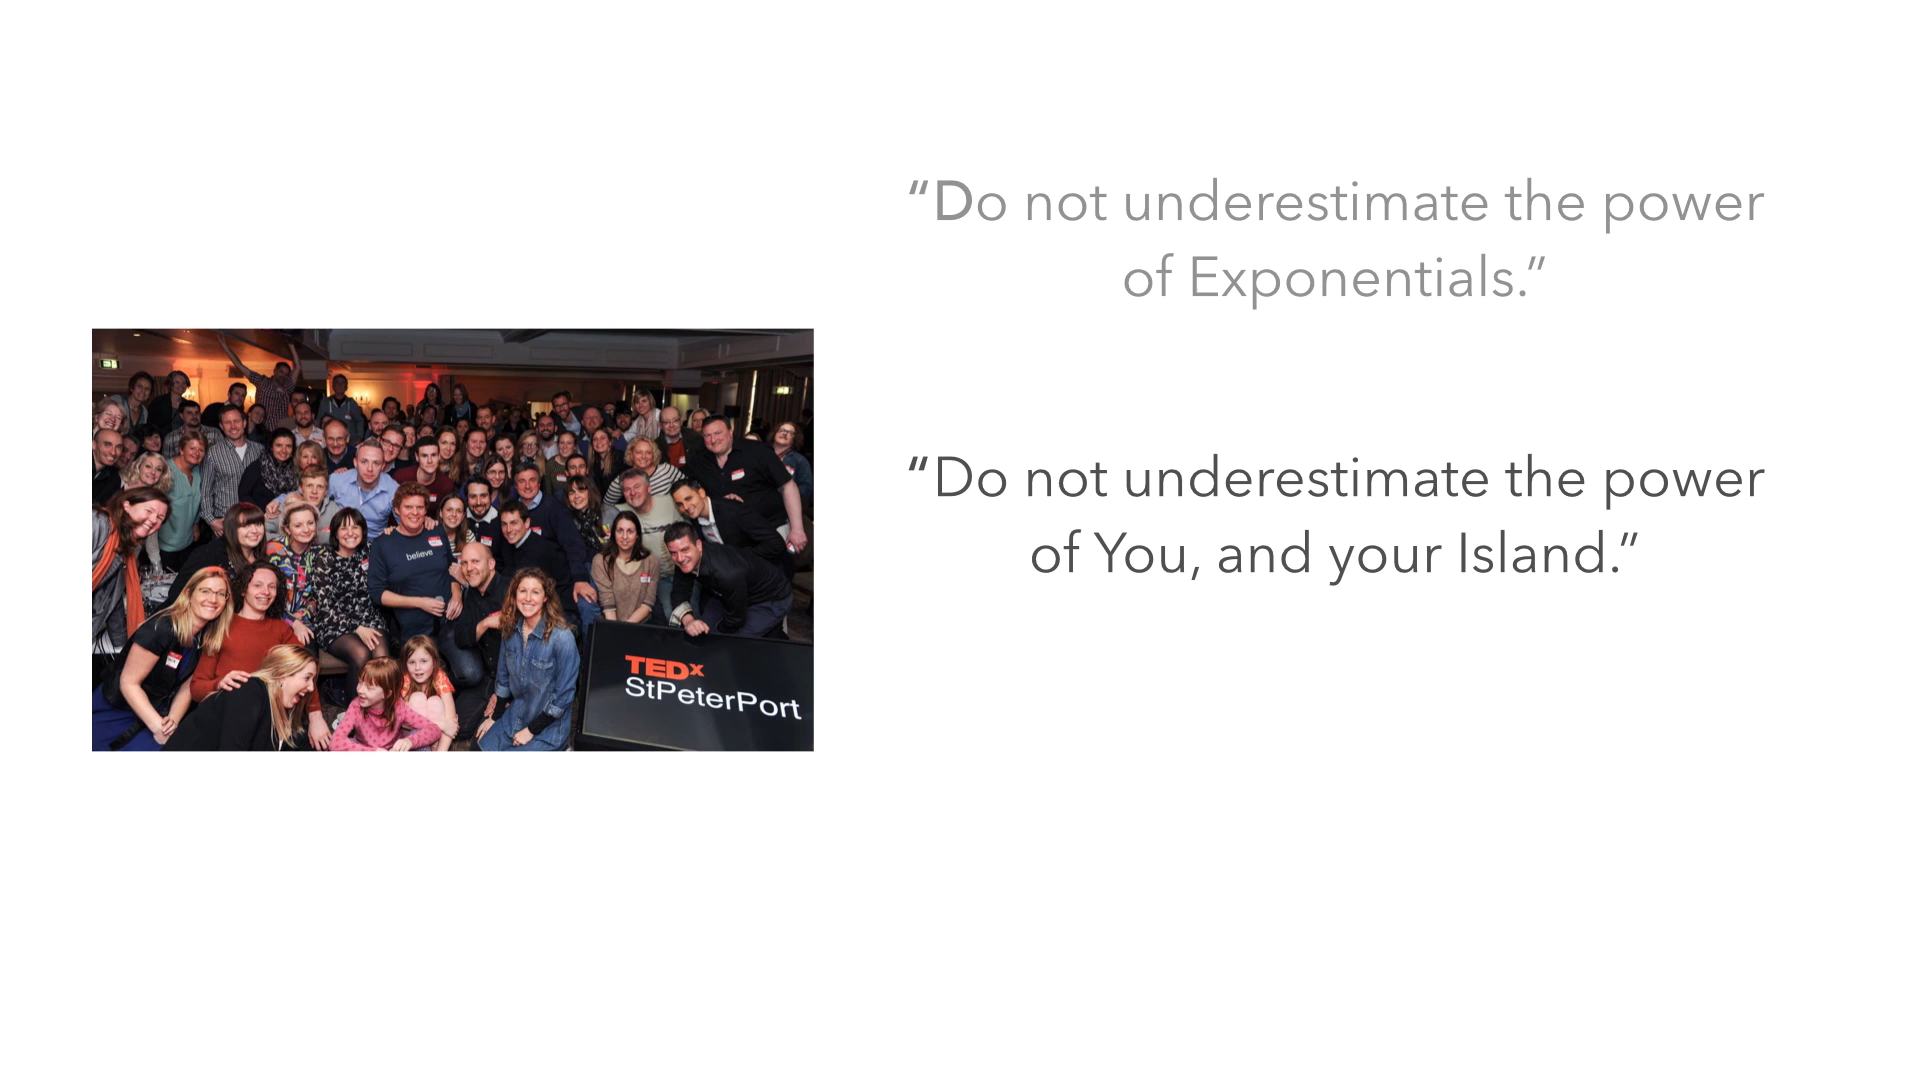 “Do not underestimate the power
of Exponentials.”
“Do not underestimate the power
of You, and your Island.”
believe
TEDx
StPeterPort